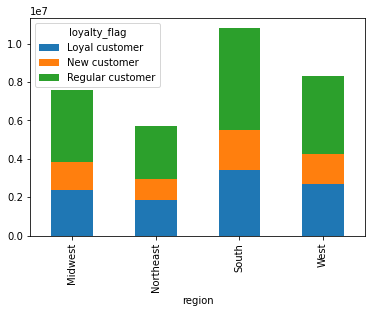 1e7
loyalty_flag
Loyal customer
New customer
Regular customer
1.0
0.8
0.6
0.4
0.2
0.0
Midwest
Northeast
South
West
region